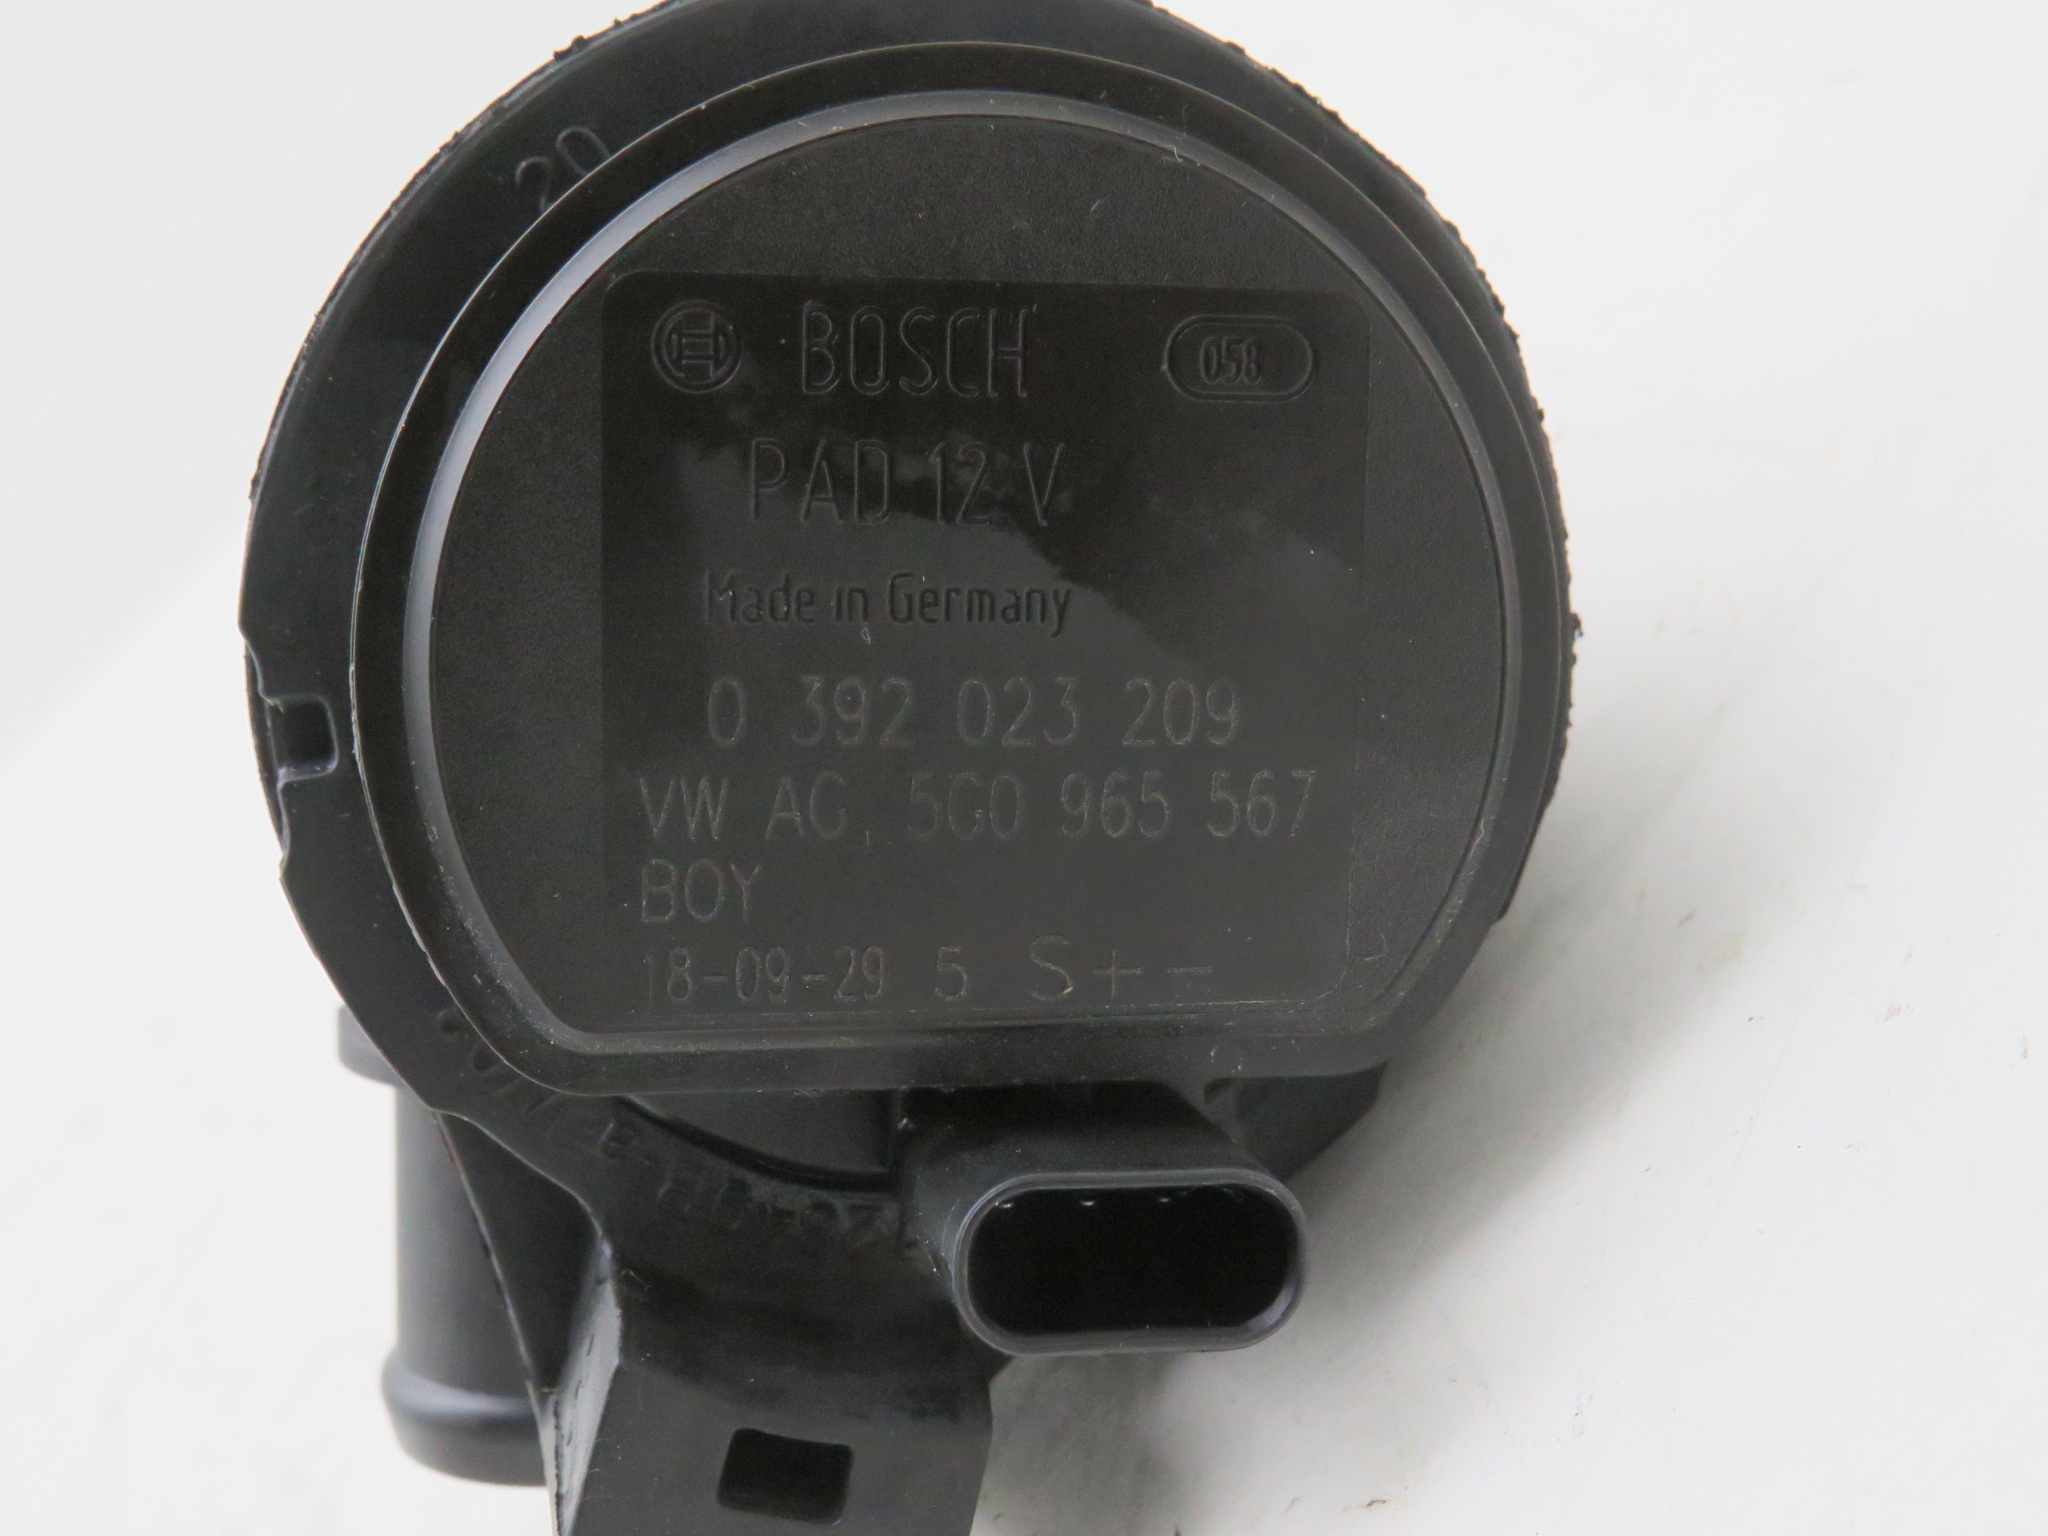 20
BOSCH 058
PAD 12 V
Made in Germany
0 392 023 209
VW AG, 5G0 965 567
BOY
18-09-29 5 S + -